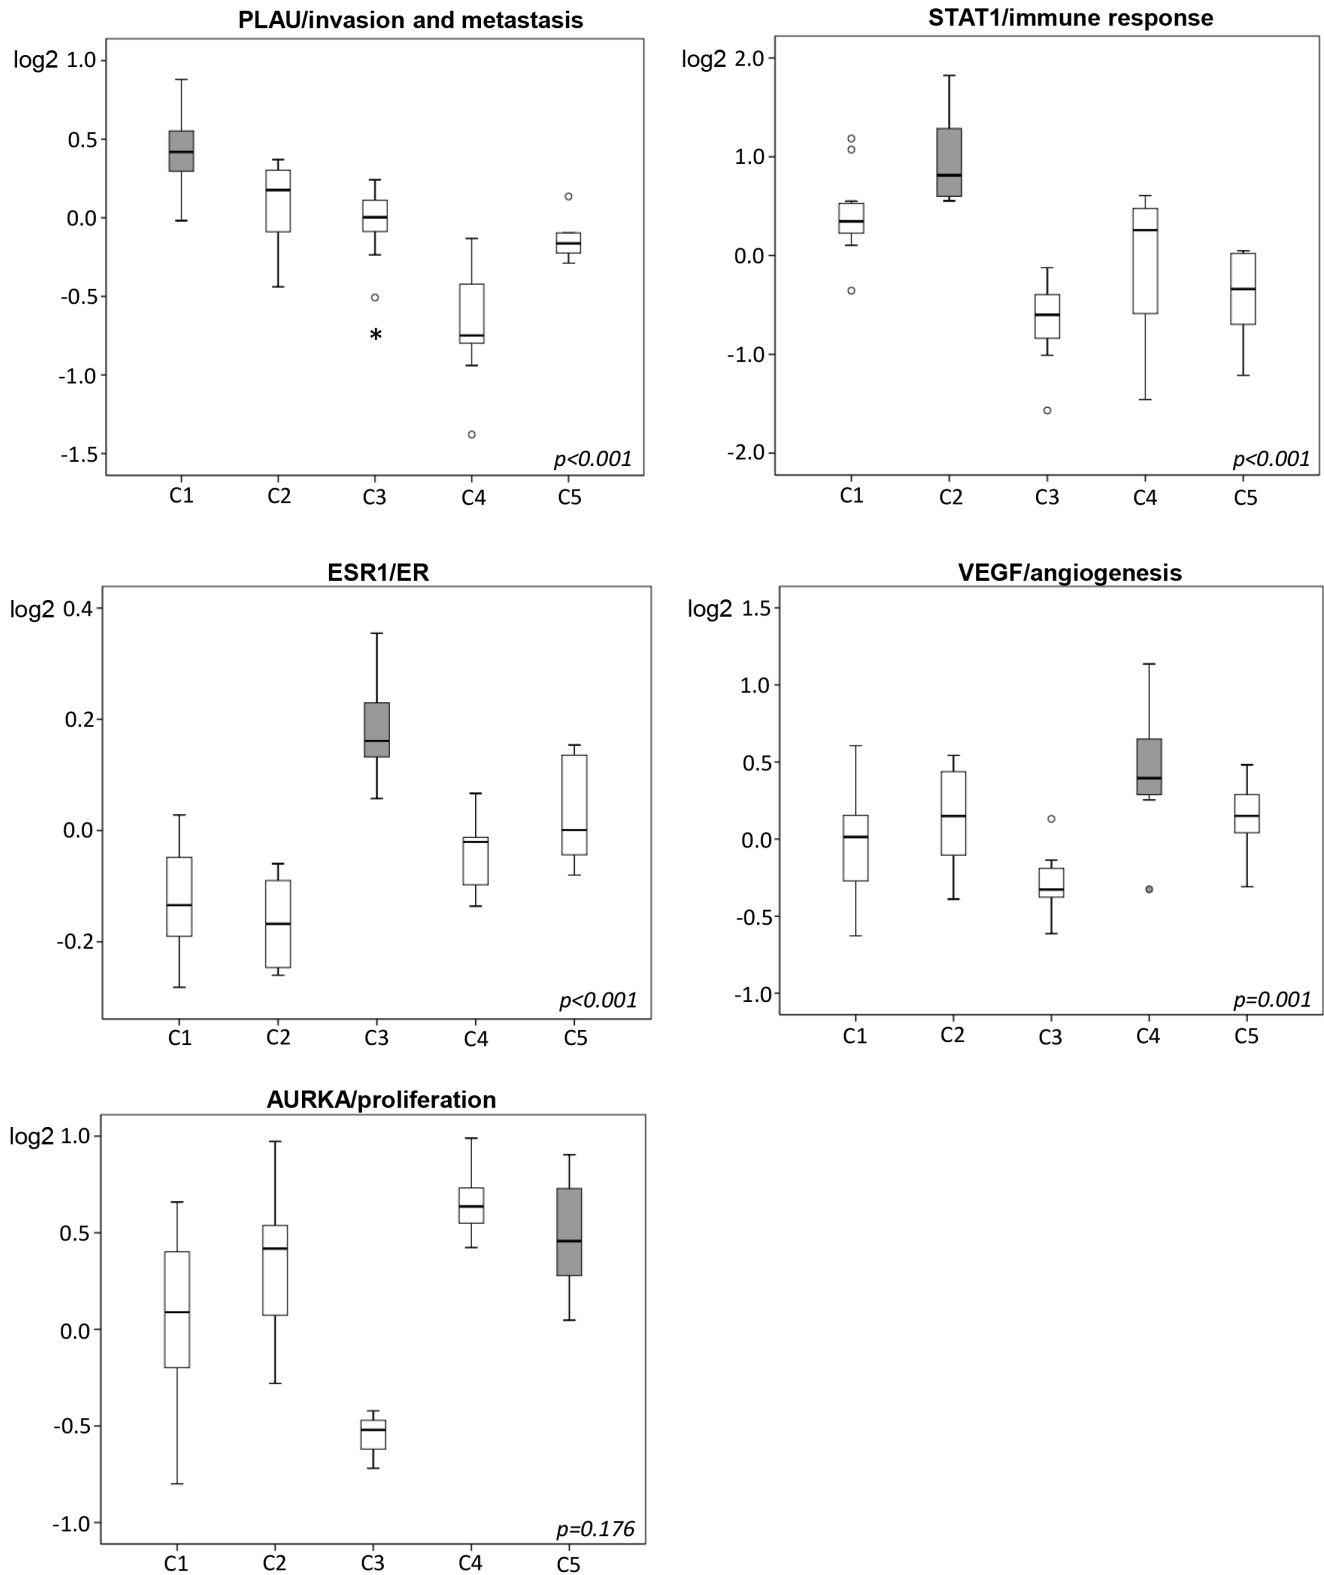 PLAU/invasion and metastasis
log2 1.0
0.5
0.0
-0.5
-1.0
-1.5
*
p<0.001
C1 C2 C3 C4 C5
STAT1/immune response
log2 2.0
1.0
0.0
-1.0
-2.0
p<0.001
C1 C2 C3 C4 C5
ESR1/ER
log2 0.4
0.2
0.0
-0.2
p<0.001
C1 C2 C3 C4 C5
VEGF/angiogenesis
log2 1.5
1.0
0.5
0.0
-0.5
-1.0
p=0.001
C1 C2 C3 C4 C5
AURKA/proliferation
log2 1.0
0.5
0.0
-0.5
-1.0
p=0.176
C1 C2 C3 C4 C5